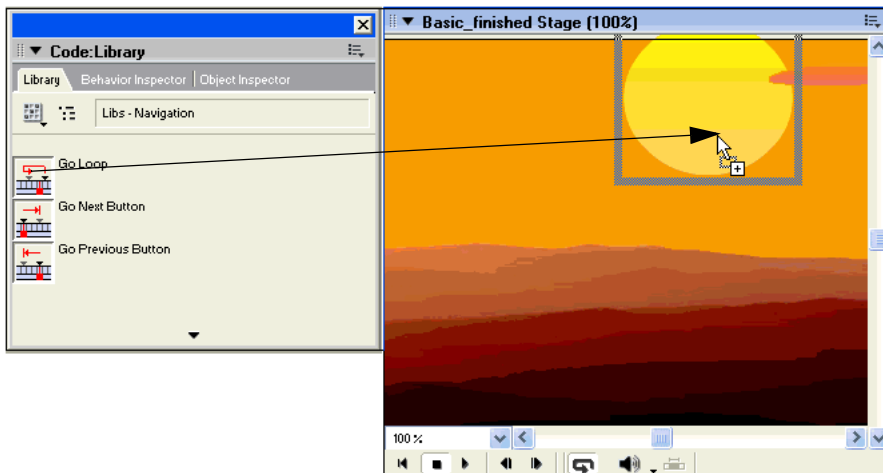 Code:Library
Library Behavior Inspector Object Inspector
Libs - Navigation
Go Loop
Go Next Button
Go Previous Button
Basic_finished Stage (100%)
100 %